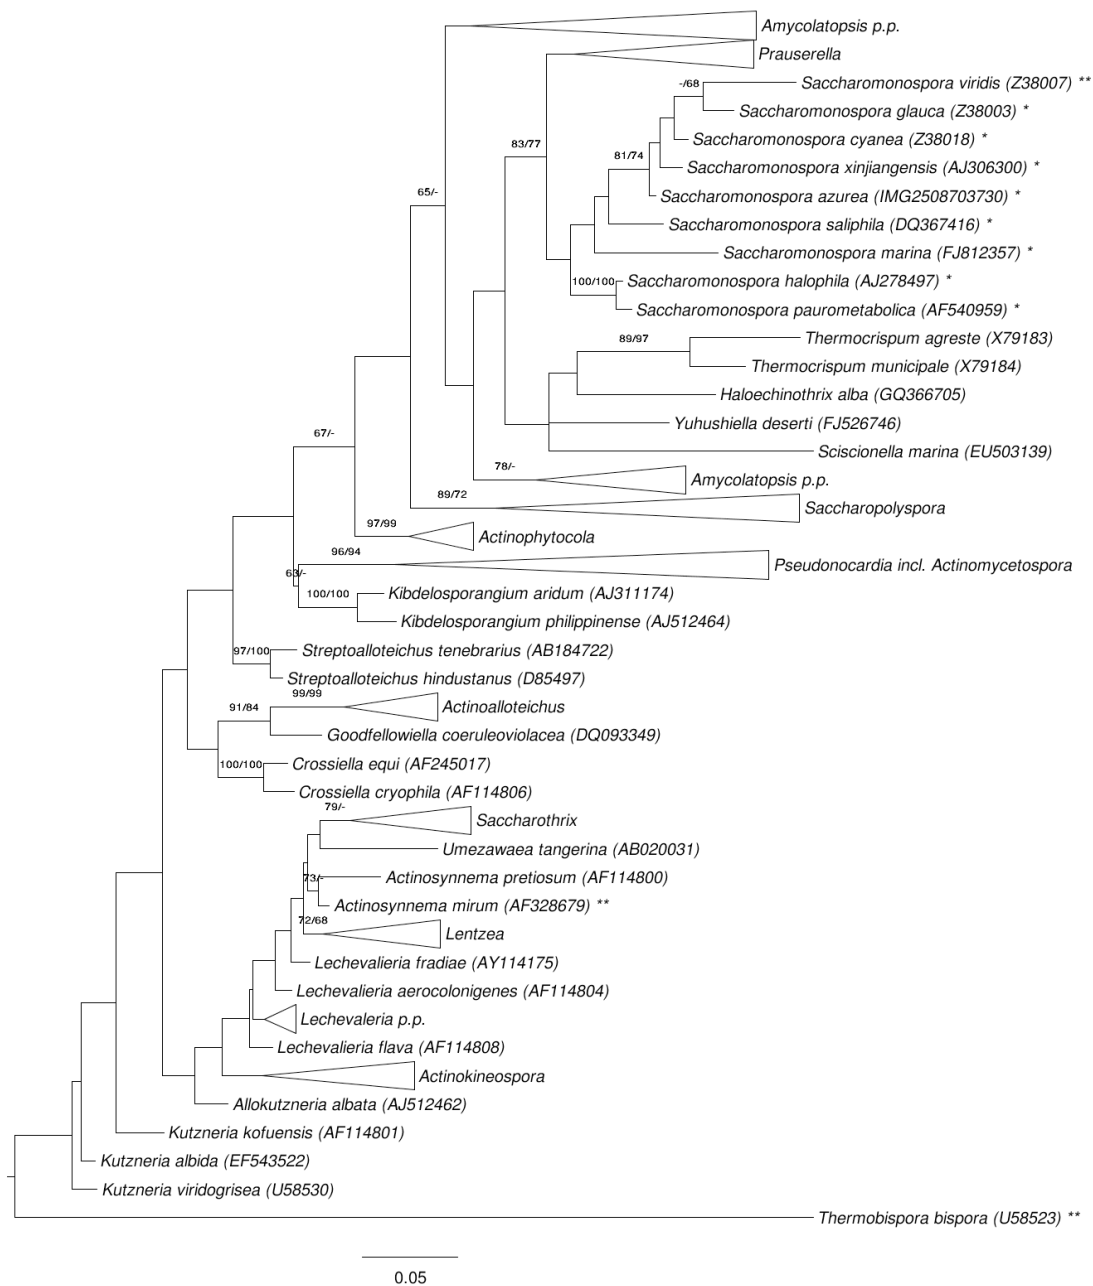 Amycolatopsis p.p.
Prauserella
-/68
Saccharomonospora viridis (Z38007) **
Saccharomonospora glauca (Z38003) *
Saccharomonospora cyanea (Z38018) *
83/77
81/74
Saccharomonospora xinjiangensis (AJ306300) *
65/-
Saccharomonospora azurea (IMG2508703730) *
Saccharomonospora saliphila (DQ367416) *
Saccharomonospora marina (FJ812357) *
100/100
Saccharomonospora halophila (AJ278497) *
Saccharomonospora paurometabolica (AF540959) *
89/97
Thermocrispum agreste (X79183)
Thermocrispum municipale (X79184)
Haloechinothrix alba (GQ366705)
Yuhushiella deserti (FJ526746)
67/-
Sciscionella marina (EU503139)
78/-
Amycolatopsis p.p.
89/72
Saccharopolyspora
97/99
Actinophytocola
96/94
Pseudonocardia incl. Actinomycetospora
63/-
100/100
Kibdelosporangium aridum (AJ311174)
Kibdelosporangium philippinense (AJ512464)
97/100
Streptoalloteichus tenebrarius (AB184722)
Streptoalloteichus hindustanus (D85497)
99/99
91/84
Actinoalloteichus
Goodfellowiella coeruleoviolacea (DQ093349)
100/100
Crossiella equi (AF245017)
Crossiella cryophila (AF114806)
79/-
Saccharothrix
Umezawaea tangerina (AB020031)
73/-
Actinosynnema pretiosum (AF114800)
Actinosynnema mirum (AF328679) **
72/68
Lentzea
Lechevalieria fradiae (AY114175)
Lechevalieria aerocolonigenes (AF114804)
Lechevaleria p.p.
Lechevalieria flava (AF114808)
Actinokineospora
Allokutzneria albata (AJ512462)
Kutzneria kofuensis (AF114801)
Kutzneria albida (EF543522)
Kutzneria viridogrisea (U58530)
Thermobispora bispora (U58523) **
0.05